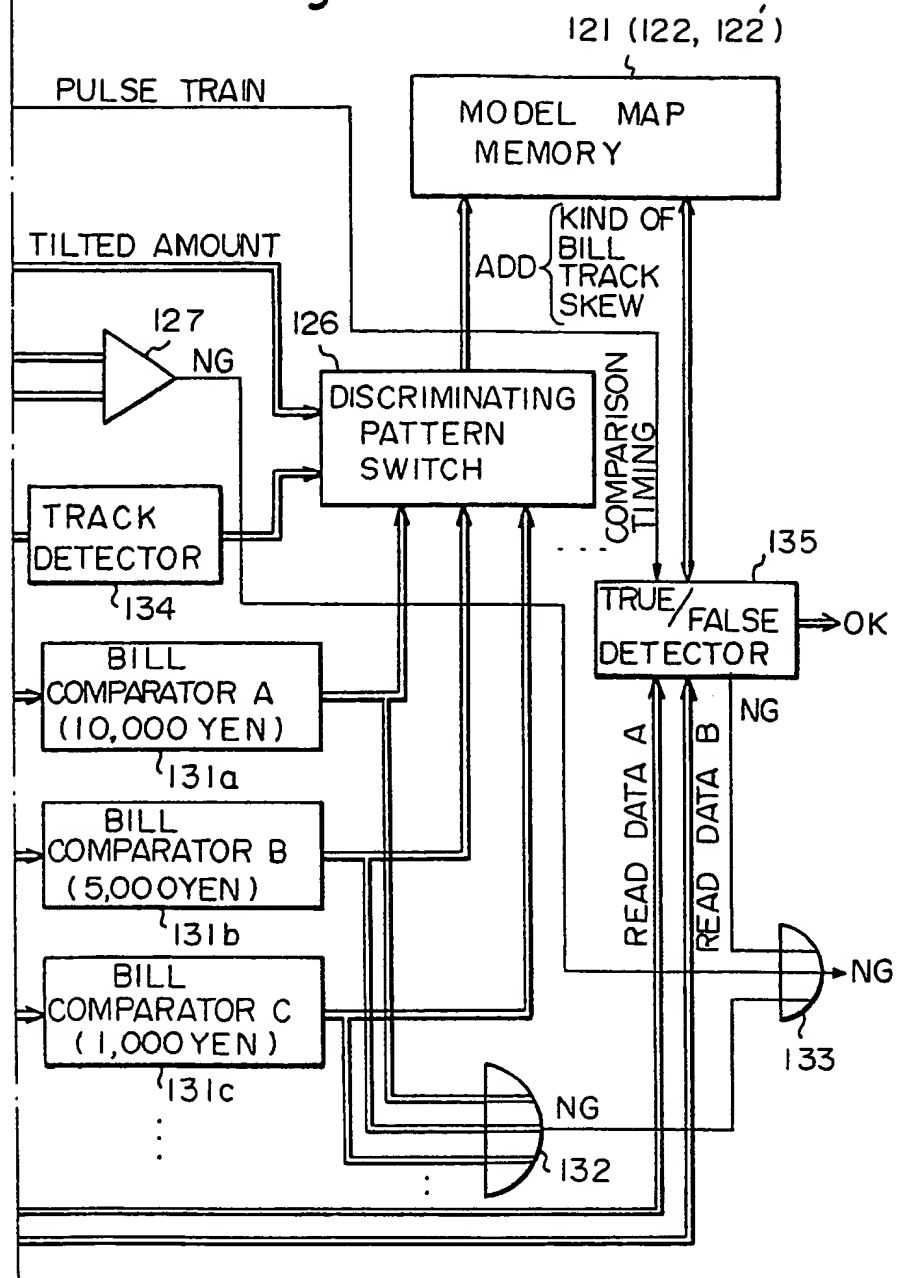 121 (122, 122')
PULSE TRAIN
MODEL MAP
MEMORY
TILTED AMOUNT
ADD
KIND OF
BILL
TRACK
SKEW
127
NG
126
DISCRIMINATING
PATTERN
SWITCH
COMPARISON
TIMING
TRACK
DETECTOR
134
135
TRUE/FALSE
DETECTOR
OK
NG
BILL
COMPARATOR A
(10,000 YEN)
131a
READ DATA A
READ DATA B
BILL
COMPARATOR B
(5,000YEN)
131b
BILL
COMPARATOR C
(1,000YEN)
131c
NG
133
NG
132